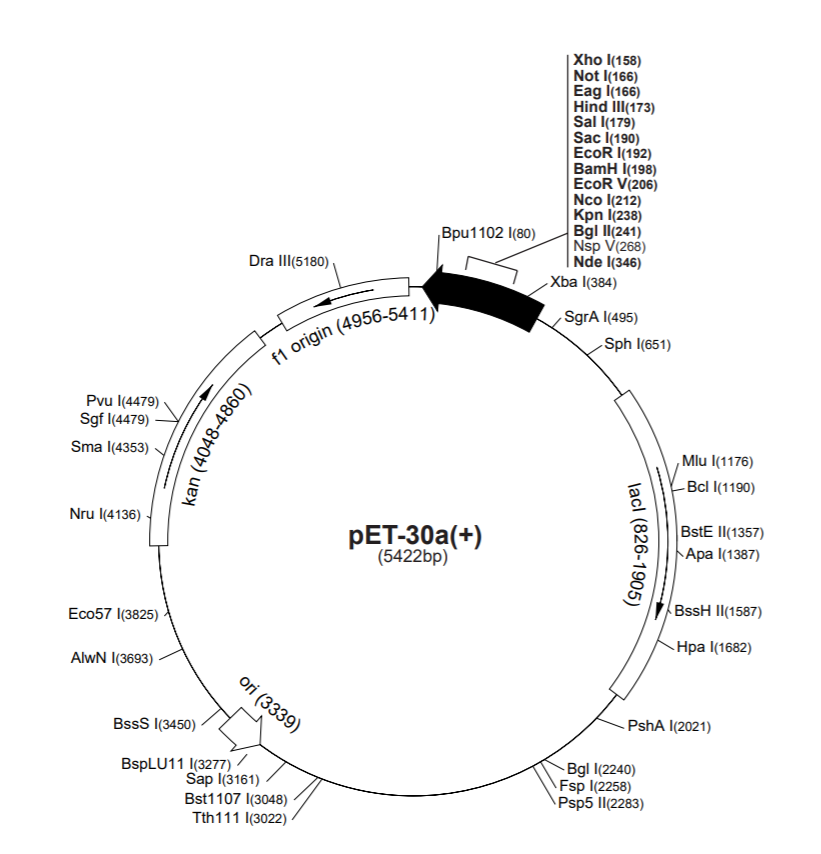 Xho I(158)
Not I(166)
Eag I(166)
Hind III(173)
Sal I(179)
Sac I(190)
EcoR I(192)
BamH I(198)
EcoR V(206)
Nco I(212)
Kpn I(238)
Bgl II(241)
Nsp V(268)
Nde I(346)
Bpu1102 I(80)
Dra III(5180)
Xba I(384)
SgrA I(495)
Sph I(651)
f1 origin (4956-5411)
Pvu I(4479)
Sgf I(4479)
Sma I(4353)
Nru I(4136)
kan (4048-4860)
Mlu I(1176)
Bcl I(1190)
BstE II(1357)
Apa I(1387)
BssH II(1587)
Hpa I(1682)
lacI (826-1905)
pET-30a(+)
(5422bp)
Eco57 I(3825)
AlwN I(3693)
ori (3339)
BssS I(3450)
BspLU11 I(3277)
Sap I(3161)
Bst1107 I(3048)
Tth111 I(3022)
PshA I(2021)
Bgl I(2240)
Fsp I(2258)
Psp5 II(2283)